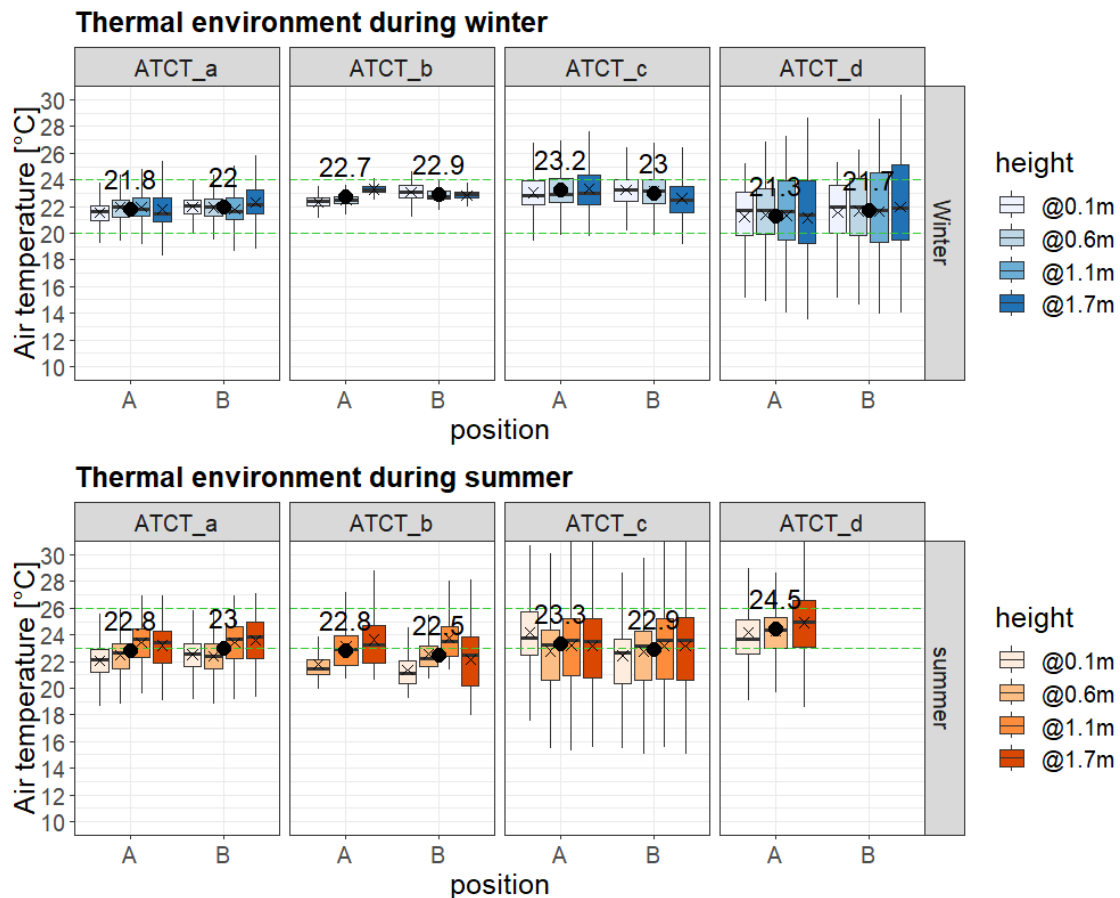 Thermal environment during winter
ATCT_a ATCT_b ATCT_c ATCT_d
Air temperature [°C]
30
28
26
24
22
20
18
16
14
12
10
21.8 22 22.7 22.9 23.2 23 21.3 21.7
Winter
A B A B A B A B
position
height
@0.1m
@0.6m
@1.1m
@1.7m
Thermal environment during summer
ATCT_a ATCT_b ATCT_c ATCT_d
Air temperature [°C]
30
28
26
24
22
20
18
16
14
12
10
22.8 23 22.8 22.5 23.3 22.9 24.5
summer
A B A B A B A B
position
height
@0.1m
@0.6m
@1.1m
@1.7m